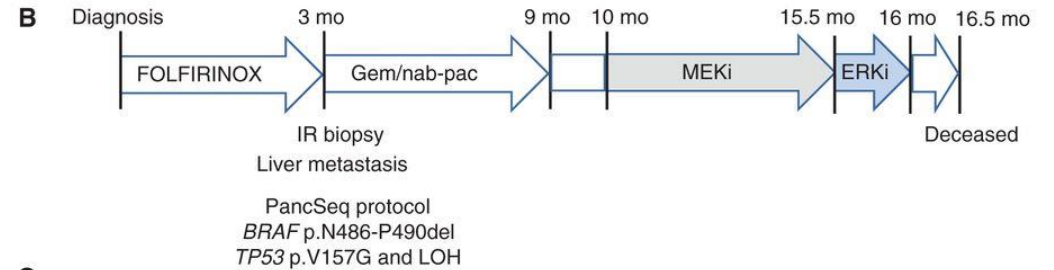 B
Diagnosis 3 mo 9 mo 10 mo 15.5 mo 16 mo 16.5 mo
FOLFIRINOX Gem/nab-pac MEKi ERKi
IR biopsy Deceased
Liver metastasis
PancSeq protocol
BRAF p.N486-P490del
TP53 p.V157G and LOH